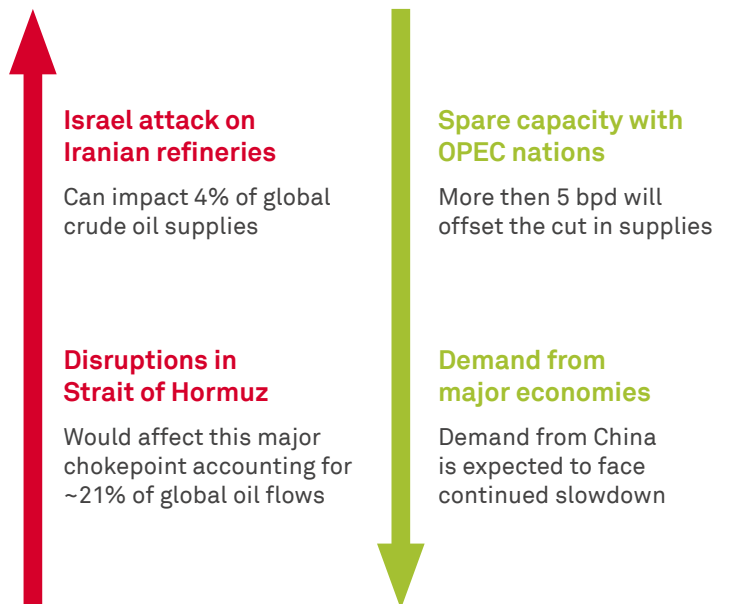 Israel attack on
Iranian refineries
Can impact 4% of global
crude oil supplies
Disruptions in
Strait of Hormuz
Would affect this major
chokepoint accounting for
~21% of global oil flows
Spare capacity with
OPEC nations
More then 5 bpd will
offset the cut in supplies
Demand from
major economies
Demand from China
is expected to face
continued slowdown